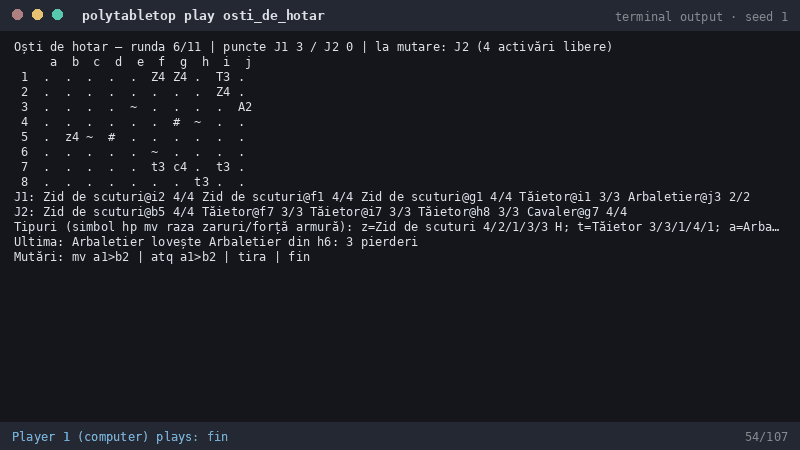 polytabletop play osti_de_hotar
terminal output · seed 1
Oști de hotar — runda 6/11 | puncte J1 3 / J2 0 | la mutare: J2 (4 activări libere)
a b c d e f g h i j
1 . . . . . Z4 Z4 . T3 .
2 . . . . . . . . Z4 .
3 . . . . ~ . . . . A2
4 . . . . . . # ~ . .
5 . z4 ~ # . . . . . .
6 . . . . . ~ . . . .
7 . . . . . t3 c4 . t3 .
8 . . . . . . . t3 . .
J1: Zid de scuturi@i2 4/4 Zid de scuturi@f1 4/4 Zid de scuturi@g1 4/4 Tăietor@i1 3/3 Arbaletier@j3 2/2
J2: Zid de scuturi@b5 4/4 Tăietor@f7 3/3 Tăietor@i7 3/3 Tăietor@h8 3/3 Cavaler@g7 4/4
Tipuri (simbol hp mv raza zaruri/forță armură): z=Zid de scuturi 4/2/1/3/3 H; t=Tăietor 3/3/1/4/1; a=Arba…
Ultima: Arbaletier lovește Arbaletier din h6: 3 pierderi
Mutări: mv a1>b2 | atq a1>b2 | tira | fin
Player 1 (computer) plays: fin
54/107